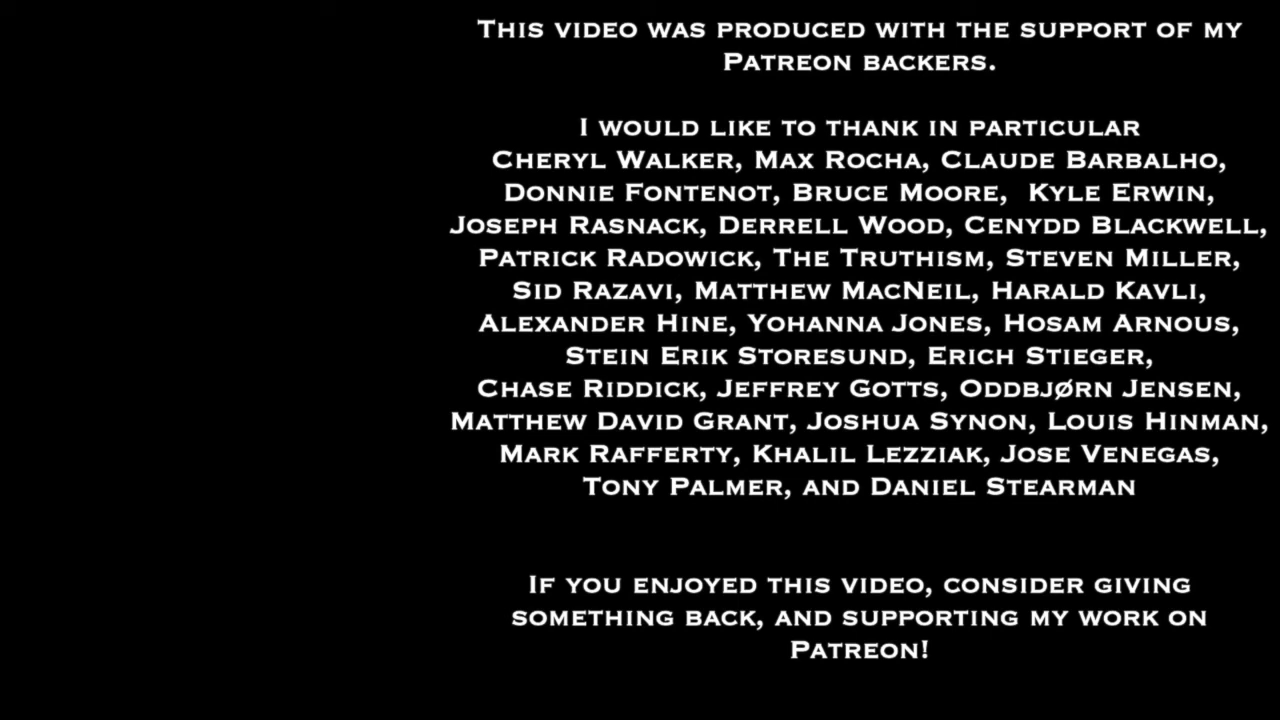 This video was produced with the support of my
Patreon backers.
I would like to thank in particular
Cheryl Walker, Max Rocha, Claude Barbalho,
Donnie Fontenot, Bruce Moore,  Kyle Erwin,
Joseph Rasnack, Derrell Wood, Cenydd Blackwell,
Patrick Radowick, The Truthism, Steven Miller,
Sid Razavi, Matthew MacNeil, Harald Kavli,
Alexander Hine, Yohanna Jones, Hosam Arnous,
Stein Erik Storesund, Erich Stieger,
Chase Riddick, Jeffrey Gotts, Oddbjørn Jensen,
Matthew David Grant, Joshua Synon, Louis Hinman,
Mark Rafferty, Khalil Lezziak, Jose Venegas,
Tony Palmer, and Daniel Stearman
If you enjoyed this video, consider giving
something back, and supporting my work on
Patreon!